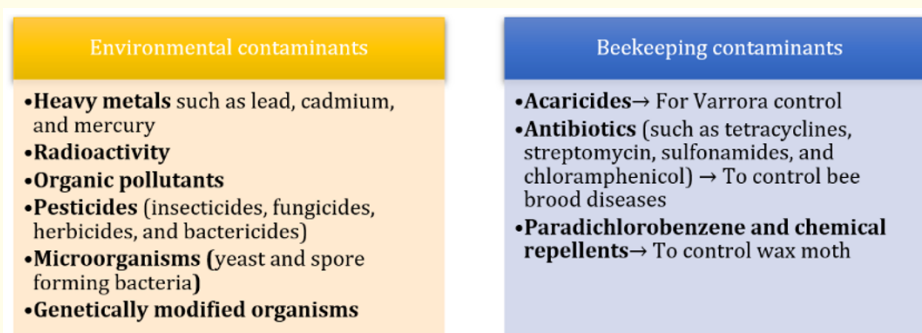 Environmental contaminants
•Heavy metals such as lead, cadmium,
and mercury
•Radioactivity
•Organic pollutants
•Pesticides (insecticides, fungicides,
herbicides, and bactericides)
•Microorganisms (yeast and spore
forming bacteria)
•Genetically modified organisms
Beekeeping contaminants
•Acaricides→ For Varrora control
•Antibiotics (such as tetracyclines,
streptomycin, sulfonamides, and
chloramphenicol) → To control bee
brood diseases
•Paradichlorobenzene and chemical
repellents→ To control wax moth